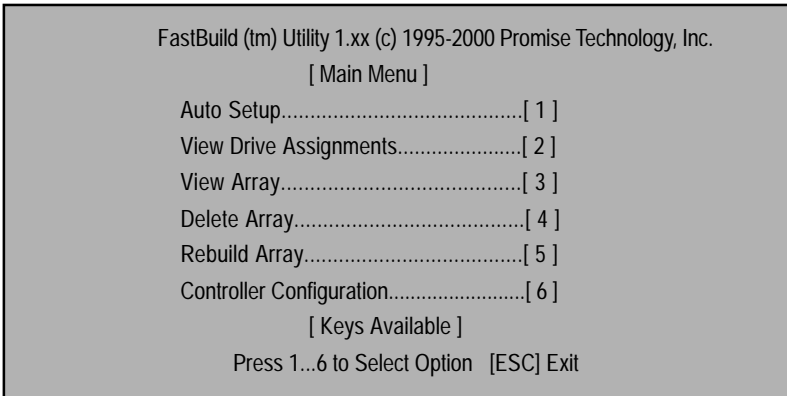 FastBuild (tm) Utility 1.xx (c) 1995-2000 Promise Technology, Inc.
[ Main Menu ]
Auto Setup..........................................[ 1 ]
View Drive Assignments......................[ 2 ]
View Array..........................................[ 3 ]
Delete Array........................................[ 4 ]
Rebuild Array......................................[ 5 ]
Controller Configuration........................[ 6 ]
[ Keys Available ]
Press 1...6 to Select Option [ESC] Exit